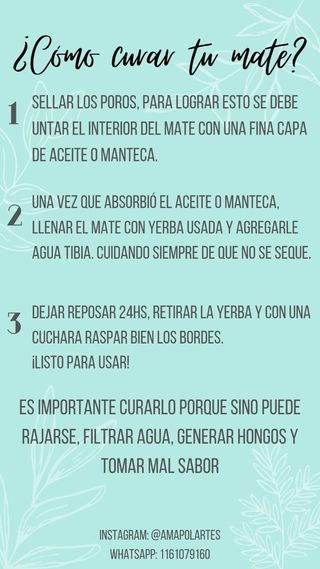 ¿Cómo curar tu mate?
1
SELLAR LOS POROS, PARA LOGRAR ESTO SE DEBE
UNTAR EL INTERIOR DEL MATE CON UNA FINA CAPA
DE ACEITE O MANTECA.
2
UNA VEZ QUE ABSORBIÓ EL ACEITE O MANTECA,
LLENAR EL MATE CON YERBA USADA Y AGREGARLE
AGUA TIBIA. CUIDANDO SIEMPRE DE QUE NO SE SEQUE.
3
DEJAR REPOSAR 24HS, RETIRAR LA YERBA Y CON UNA
CUCHARA RASPAR BIEN LOS BORDES.
¡LISTO PARA USAR!
ES IMPORTANTE CURARLO PORQUE SINO PUEDE
RAJARSE, FILTRAR AGUA, GENERAR HONGOS Y
TOMAR MAL SABOR
INSTAGRAM: @AMAPOLARTES
WHATSAPP: 1161079160